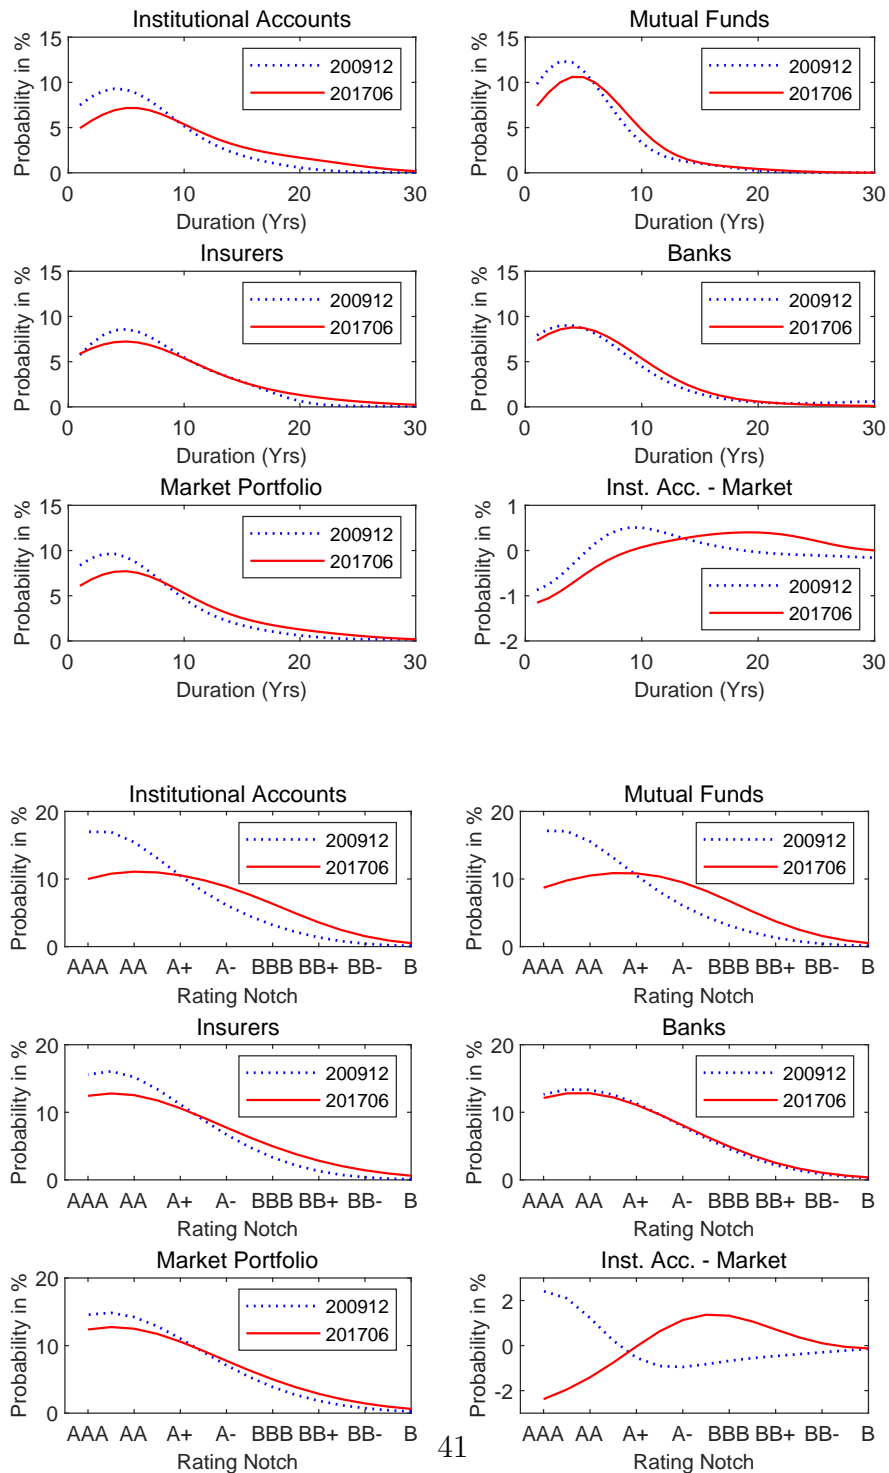 Institutional Accounts
Probability in %
15
10
5
0
200912
201706
0 10 20 30
Duration (Yrs)
Mutual Funds
Probability in %
15
10
5
0
200912
201706
0 10 20 30
Duration (Yrs)
Insurers
Probability in %
15
10
5
0
200912
201706
0 10 20 30
Duration (Yrs)
Banks
Probability in %
15
10
5
0
200912
201706
0 10 20 30
Duration (Yrs)
Market Portfolio
Probability in %
15
10
5
0
200912
201706
0 10 20 30
Duration (Yrs)
Inst. Acc. - Market
Probability in %
1
0
-1
-2
200912
201706
0 10 20 30
Duration (Yrs)
Institutional Accounts
Probability in %
20
10
0
200912
201706
AAA AA A+ A- BBB BB+ BB- B
Rating Notch
Mutual Funds
Probability in %
20
10
0
200912
201706
AAA AA A+ A- BBB BB+ BB- B
Rating Notch
Insurers
Probability in %
20
10
0
200912
201706
AAA AA A+ A- BBB BB+ BB- B
Rating Notch
Banks
Probability in %
20
10
0
200912
201706
AAA AA A+ A- BBB BB+ BB- B
Rating Notch
Market Portfolio
Probability in %
20
10
0
200912
201706
AAA AA A+ A- BBB BB+ BB- B
Rating Notch
Inst. Acc. - Market
Probability in %
2
0
-2
AAA AA A+ A- BBB BB+ BB- B
Rating Notch
41